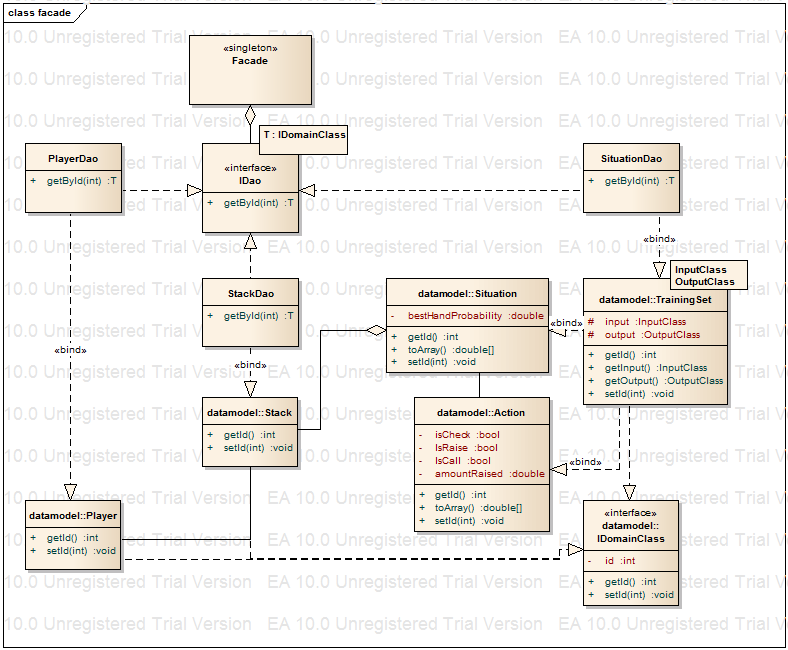 class facade
EA 10.0 Unregistered Trial Version
«singleton»
Facade
T : IDomainClass
PlayerDao
+ getById(int) :T
«interface»
IDao
+ getById(int) :T
SituationDao
+ getById(int) :T
«bind»
StackDao
+ getById(int) :T
datamodel::Situation
- bestHandProbability :double
+ getId() :int
+ toArray() :double[]
+ setId(int) :void
«bind»
InputClass
OutputClass
datamodel::TrainingSet
# input :InputClass
# output :OutputClass
+ getId() :int
+ getInput() :InputClass
+ getOutput() :OutputClass
+ setId(int) :void
«bind»
«bind»
datamodel::Stack
+ getId() :int
+ setId(int) :void
datamodel::Action
- isCheck :bool
- IsRaise :bool
- IsCall :bool
- amountRaised :double
+ getId() :int
+ toArray() :double[]
+ setId(int) :void
«bind»
datamodel::Player
+ getId() :int
+ setId(int) :void
«interface»
datamodel::
IDomainClass
- id :int
+ getId() :int
+ setId(int) :void